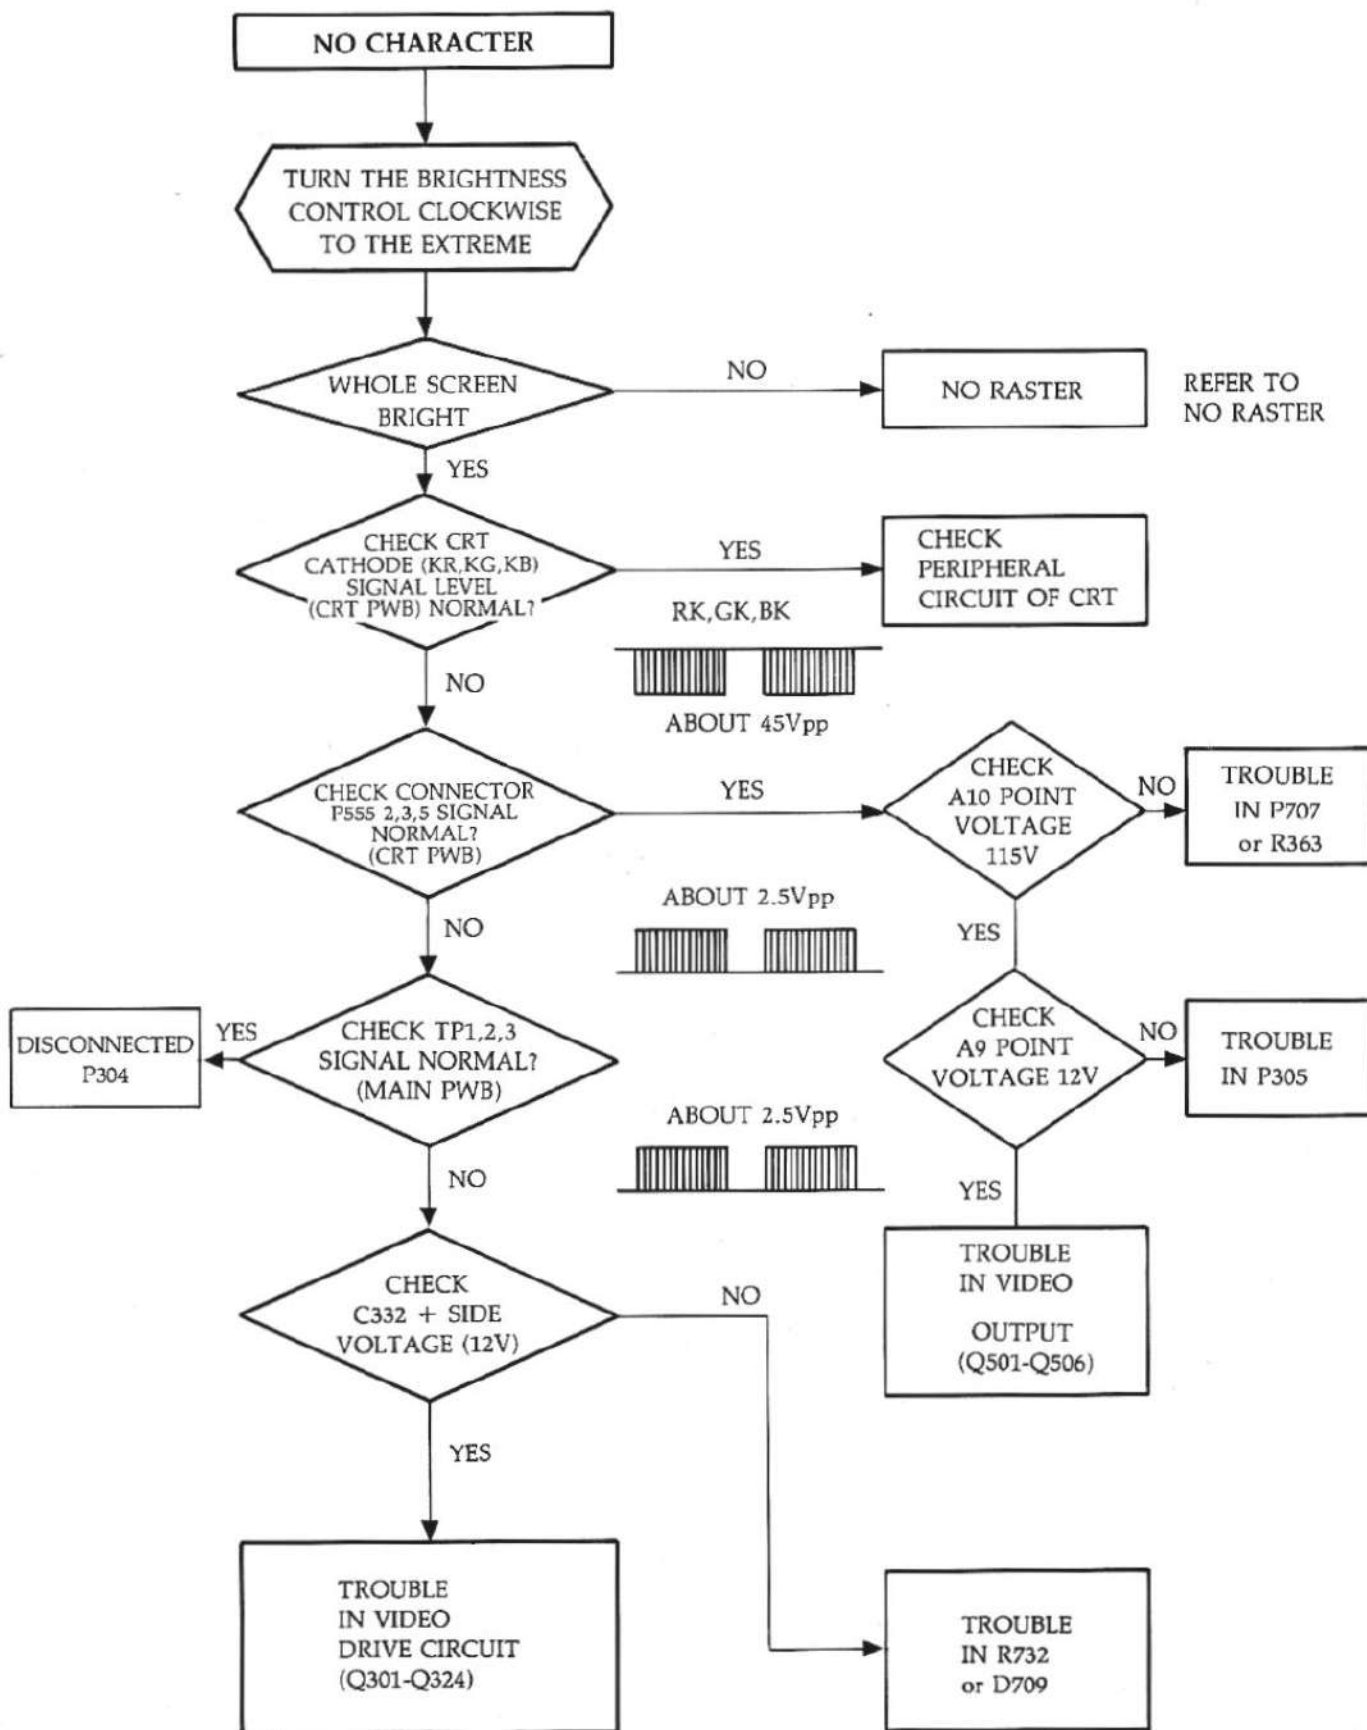 NO CHARACTER
TURN THE BRIGHTNESS
CONTROL CLOCKWISE
TO THE EXTREME
WHOLE SCREEN
BRIGHT
NO
NO RASTER
REFER TO
NO RASTER
YES
CHECK CRT
CATHODE (KR,KG,KB)
SIGNAL LEVEL
(CRT PWB) NORMAL?
YES
CHECK
PERIPHERAL
CIRCUIT OF CRT
RK,GK,BK
ABOUT 45Vpp
NO
CHECK CONNECTOR
P555 2,3,5 SIGNAL
NORMAL?
(CRT PWB)
YES
CHECK
A10 POINT
VOLTAGE
115V
NO
TROUBLE
IN P707
or R363
ABOUT 2.5Vpp
NO
YES
CHECK TP1,2,3
SIGNAL NORMAL?
(MAIN PWB)
YES
DISCONNECTED
P304
CHECK
A9 POINT
VOLTAGE 12V
NO
TROUBLE
IN P305
ABOUT 2.5Vpp
NO
YES
TROUBLE
IN VIDEO
OUTPUT
(Q501-Q506)
CHECK
C332 + SIDE
VOLTAGE (12V)
NO
YES
TROUBLE
IN VIDEO
DRIVE CIRCUIT
(Q301-Q324)
TROUBLE
IN R732
or D709